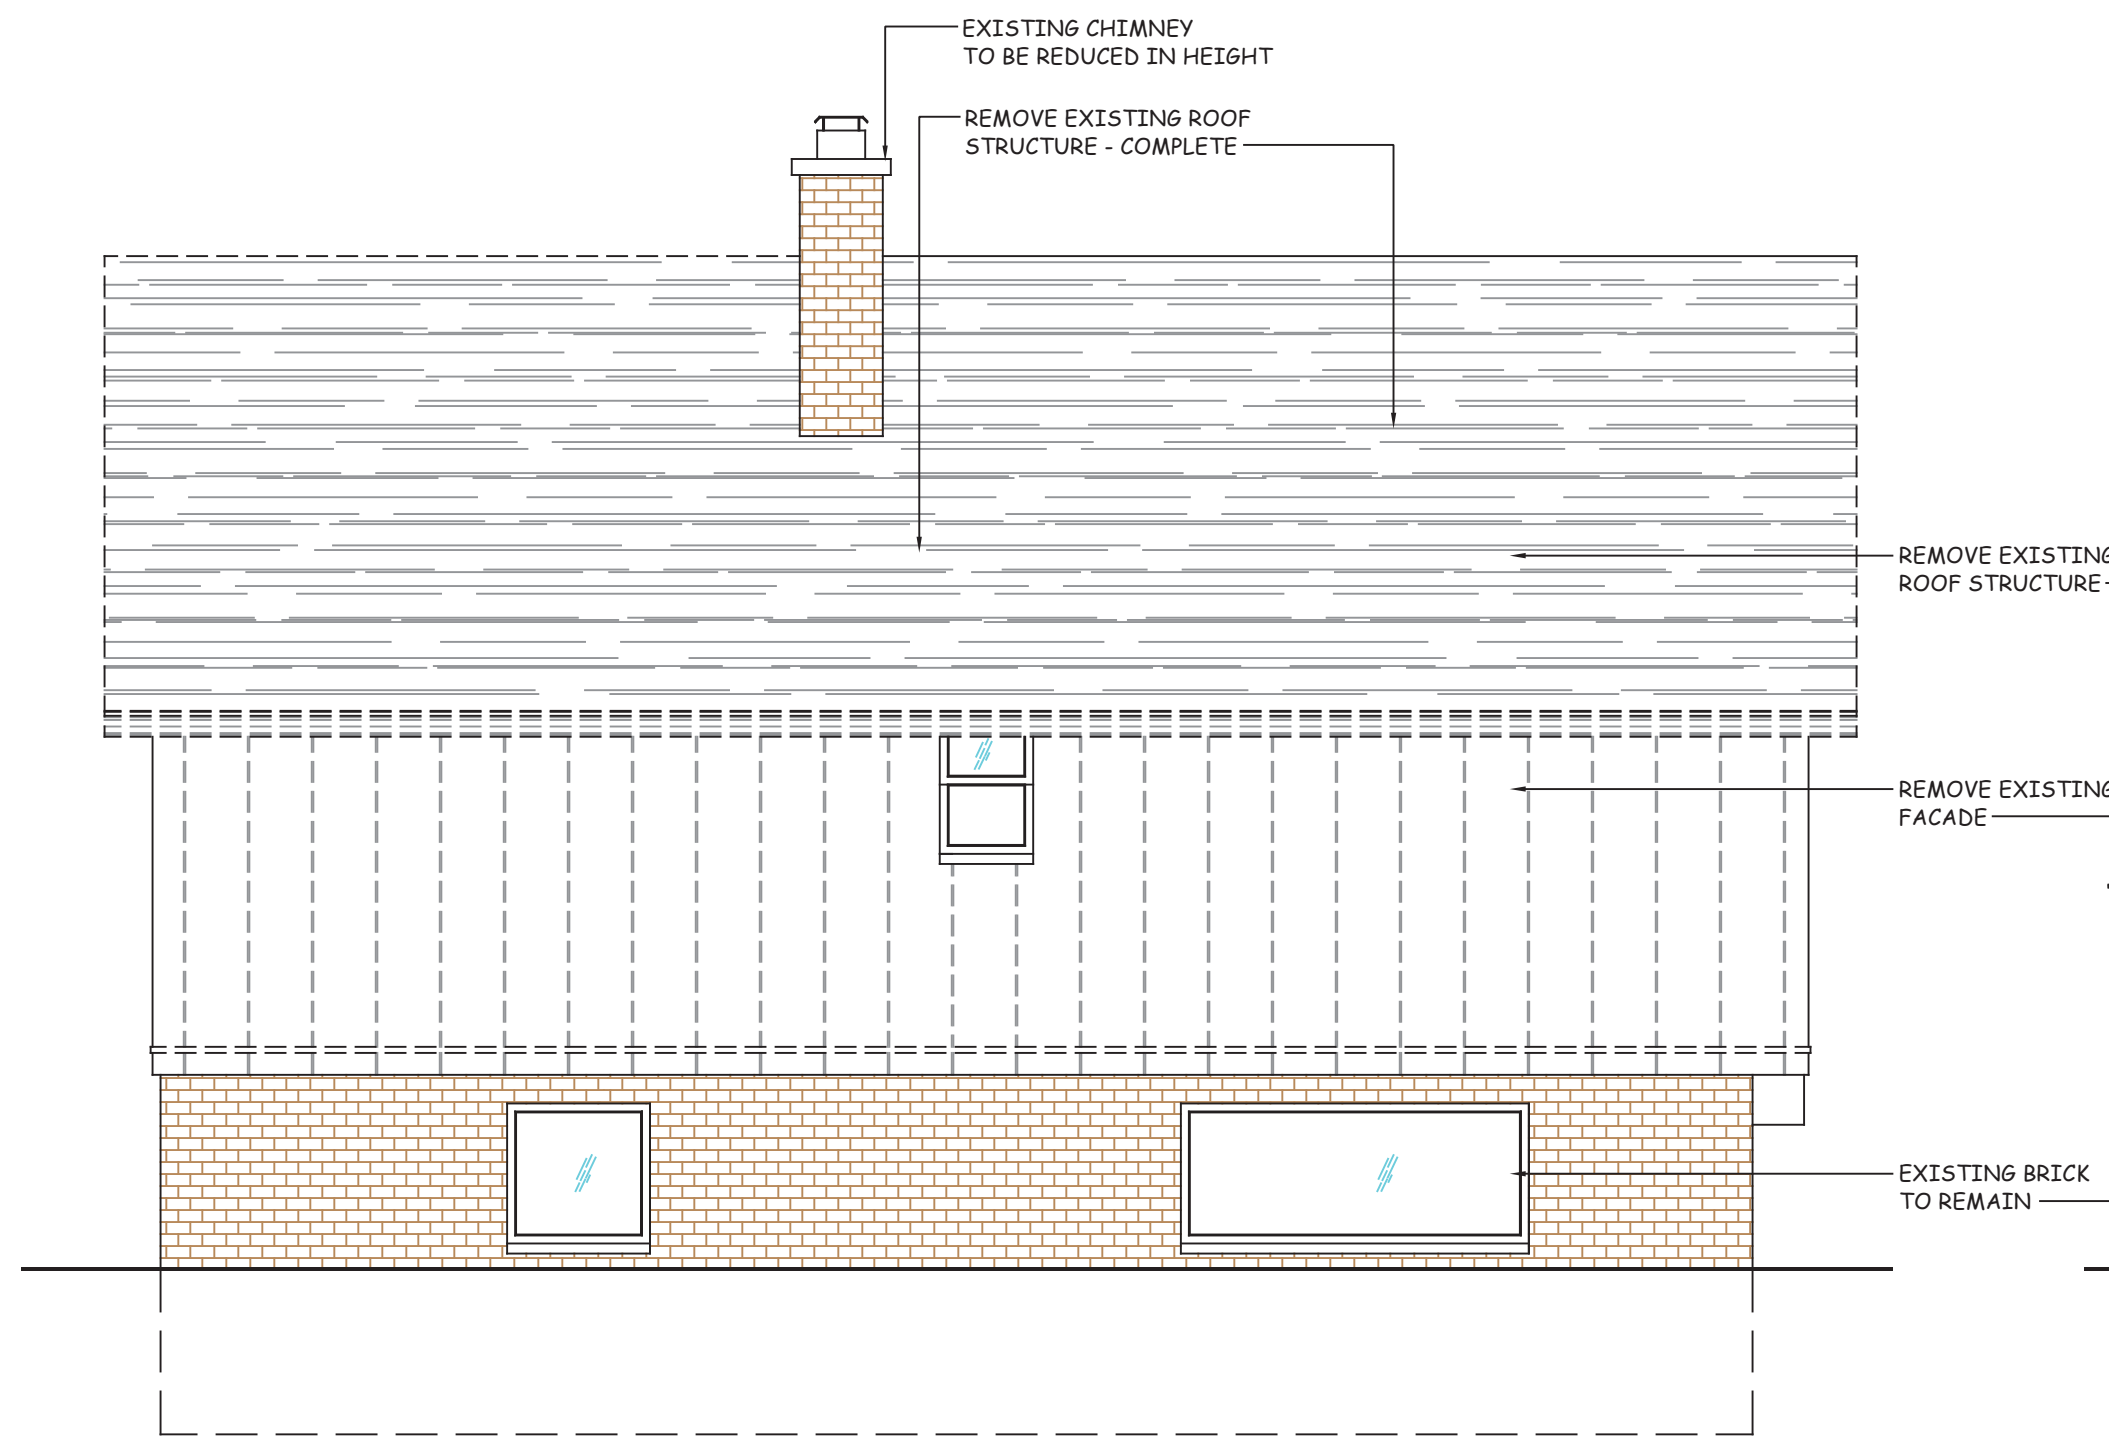 EXISTING CHIMNEY
TO BE REDUCED IN HEIGHT
REMOVE EXISTING ROOF
STRUCTURE - COMPLETE
REMOVE EXISTING
ROOF STRUCTURE-
REMOVE EXISTING
FACADE
EXISTING BRICK
TO REMAIN